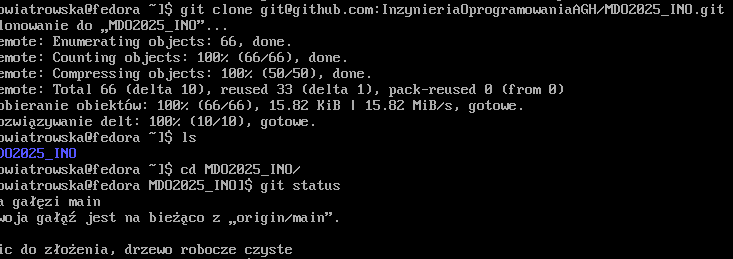 owiatrowska@fedora ~]$ git clone git@github.com:InzynieriaOprogramowaniaAGH/MDO2025_INO.git
lonowanie do „MDO2025_INO”...
emote: Enumerating objects: 66, done.
emote: Counting objects: 100% (66/66), done.
emote: Compressing objects: 100% (50/50), done.
emote: Total 66 (delta 10), reused 33 (delta 1), pack-reused 0 (from 0)
obieranie obiektów: 100% (66/66), 15.82 KiB | 15.82 MiB/s, gotowe.
ozwiązywanie delt: 100% (10/10), gotowe.
owiatrowska@fedora ~]$ ls
DO2025_INO
owiatrowska@fedora ~]$ cd MDO2025_INO/
owiatrowska@fedora MDO2025_INO]$ git status
a gałęzi main
woja gałąź jest na bieżąco z „origin/main”.
ic do złożenia, drzewo robocze czyste